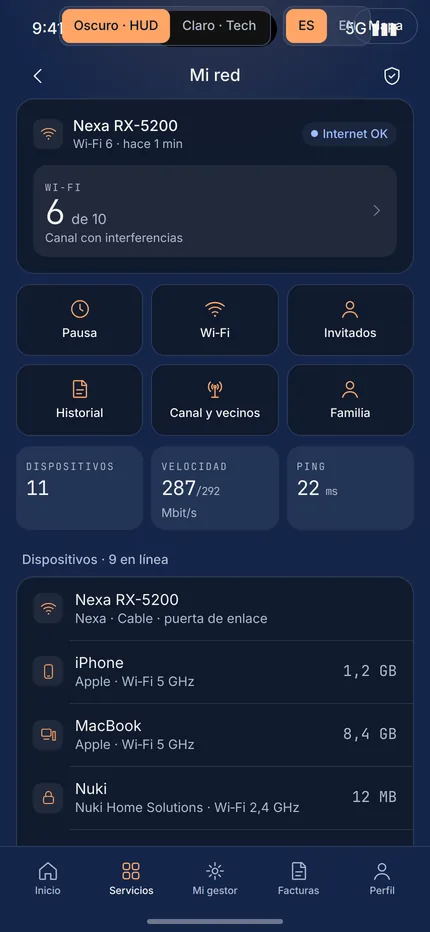 9:41
Oscuro · HUD
Claro · Tech
ES
EN
5G
Mapa
Mi red
Nexa RX-5200
Wi-Fi 6 · hace 1 min
Internet OK
WI-FI
6 de 10
Canal con interferencias
Pausa
Wi-Fi
Invitados
Historial
Canal y vecinos
Familia
DISPOSITIVOS
11
VELOCIDAD
287/292
Mbit/s
PING
22 ms
Dispositivos · 9 en línea
Nexa RX-5200
Nexa · Cable · puerta de enlace
iPhone
Apple · Wi-Fi 5 GHz
1,2 GB
MacBook
Apple · Wi-Fi 5 GHz
8,4 GB
Nuki
Nuki Home Solutions · Wi-Fi 2,4 GHz
12 MB
Inicio
Servicios
Mi gestor
Facturas
Perfil